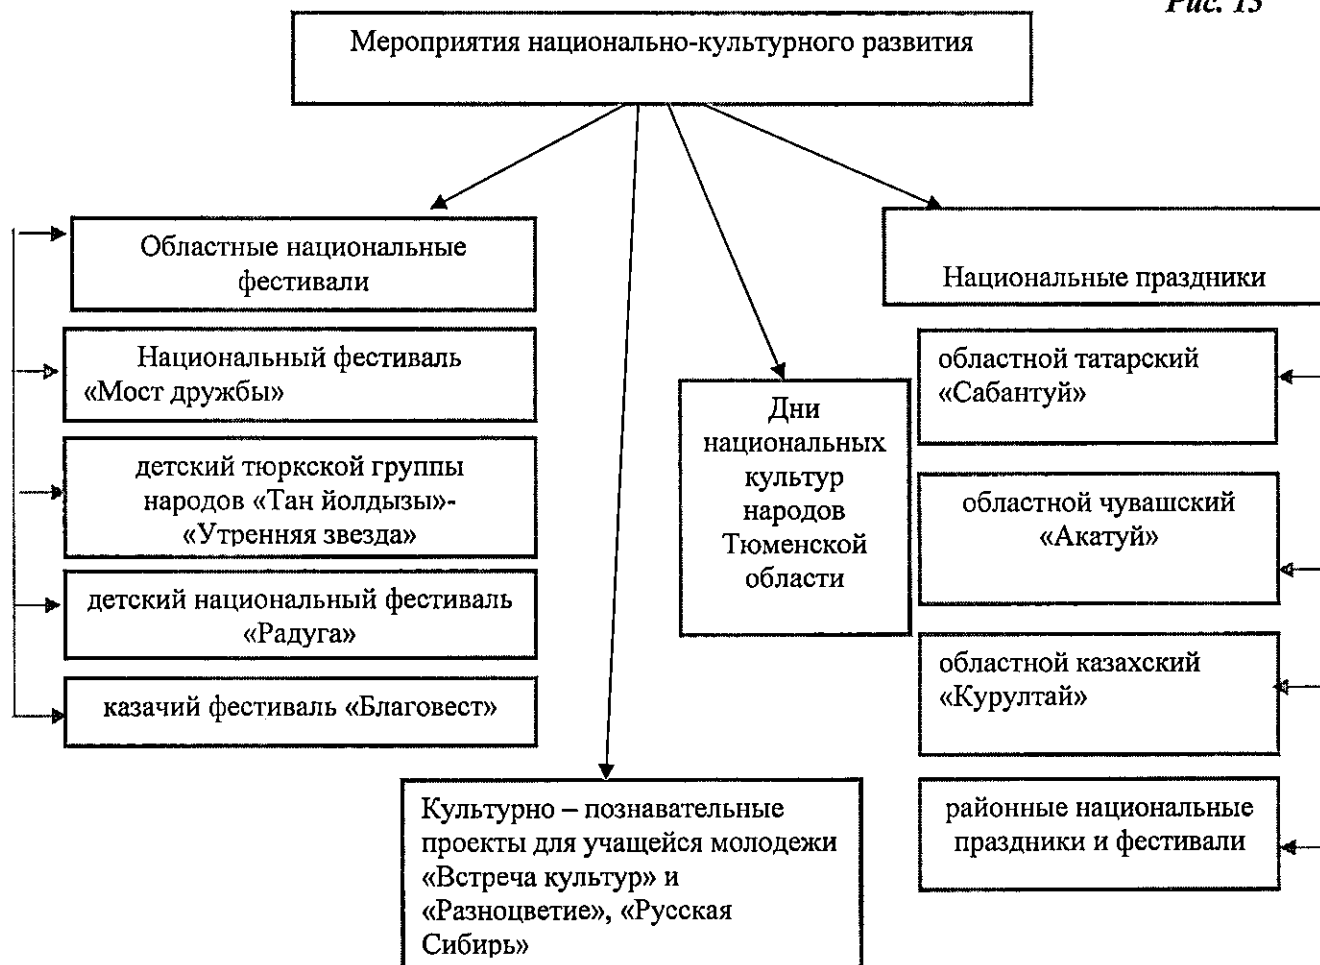 Рис. 13
Мероприятия национально-культурного развития
Областные национальные
фестивали
Национальный фестиваль
«Мост дружбы»
детский тюркской группы
народов «Тан йолдызы»-
«Утренняя звезда»
детский национальный фестиваль
«Радуга»
казачий фестиваль «Благовест»
Культурно – познавательные
проекты для учащейся молодежи
«Встреча культур» и
«Разноцветие», «Русская
Сибирь»
Дни
национальных
культур
народов
Тюменской
области
Национальные праздники
областной татарский
«Сабантуй»
областной чувашский
«Акатуй»
областной казахский
«Курултай»
районные национальные
праздники и фестивали